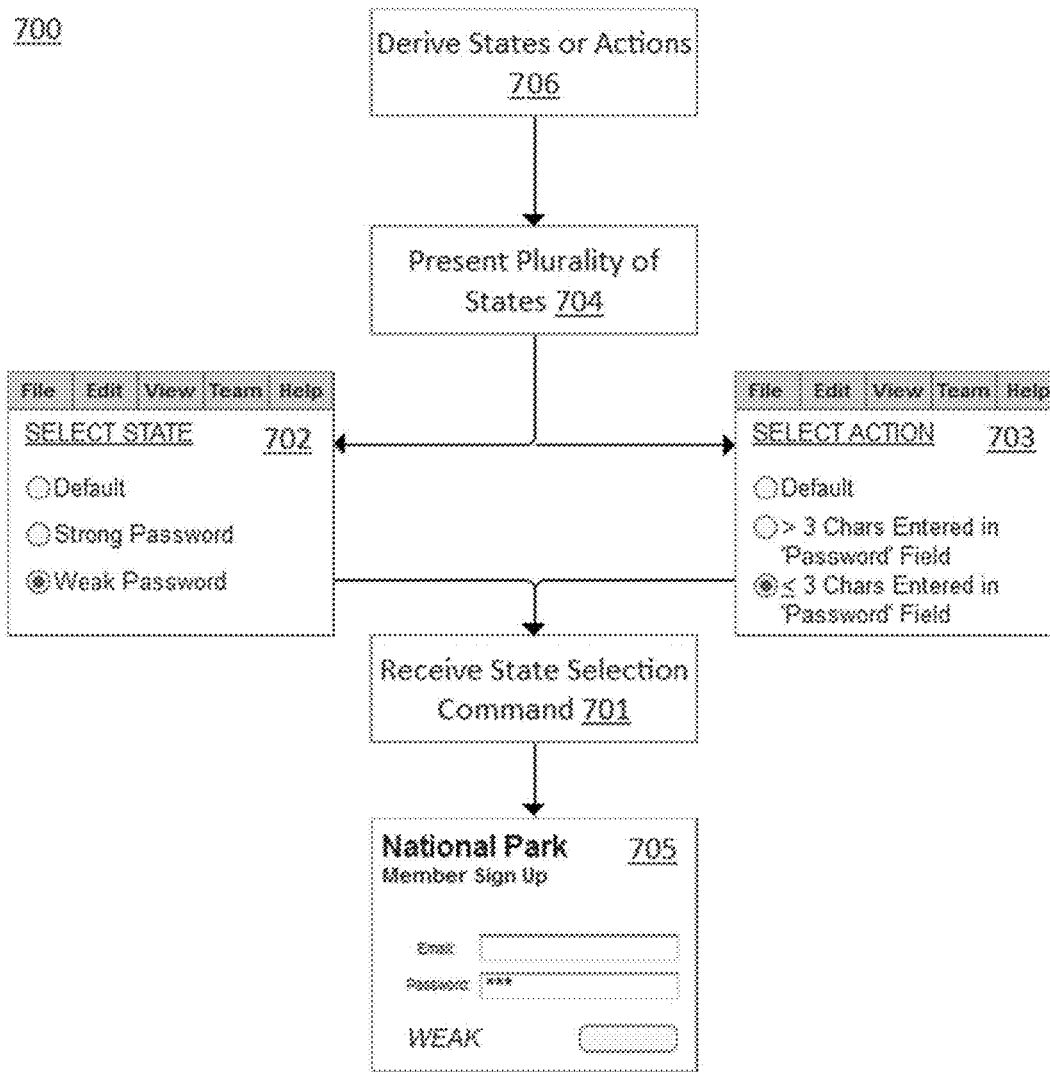 700
Derive States or Actions
706
Present Plurality of
States 704
File Edit View Team Help
SELECT STATE 702
Default
Strong Password
Weak Password
File Edit View Team Help
SELECT ACTION 703
Default
> 3 Chars Entered in
'Password' Field
≤ 3 Chars Entered in
'Password' Field
Receive State Selection
Command 701
National Park 705
Member Sign Up
Email:
Password: ***
WEAK